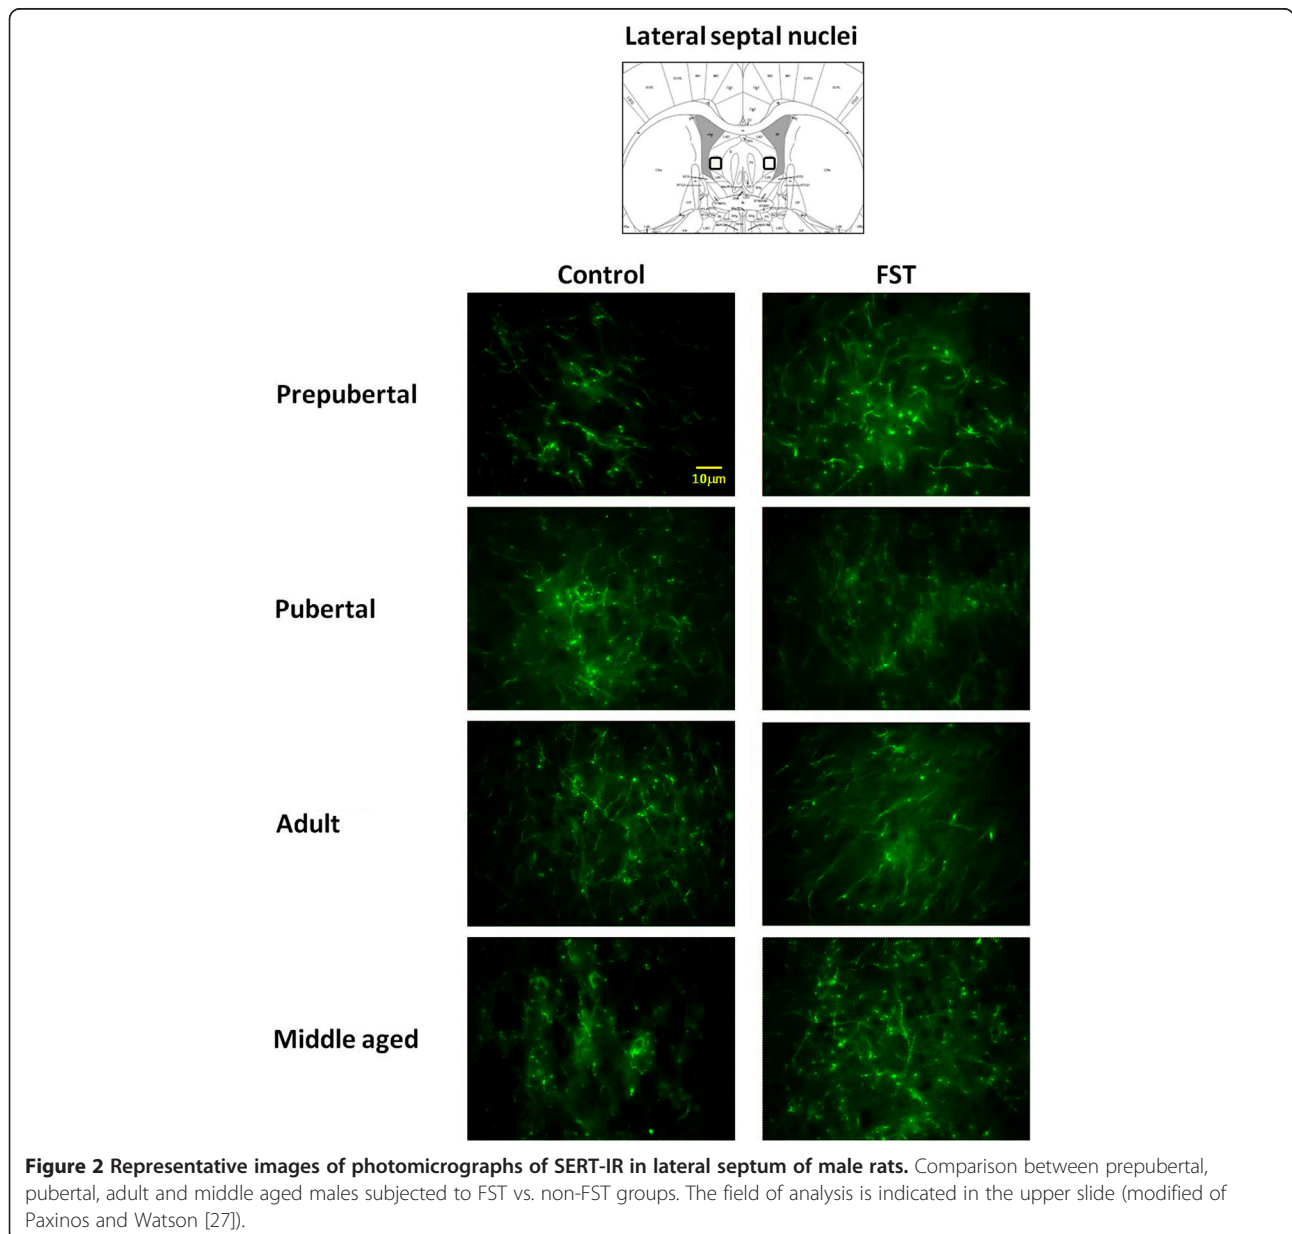 Lateral septal nuclei
Control FST
Prepubertal
10µm
Pubertal
Adult
Middle aged
Figure 2 Representative images of photomicrographs of SERT-IR in lateral septum of male rats. Comparison between prepubertal,
pubertal, adult and middle aged males subjected to FST vs. non-FST groups. The field of analysis is indicated in the upper slide (modified of
Paxinos and Watson [27]).